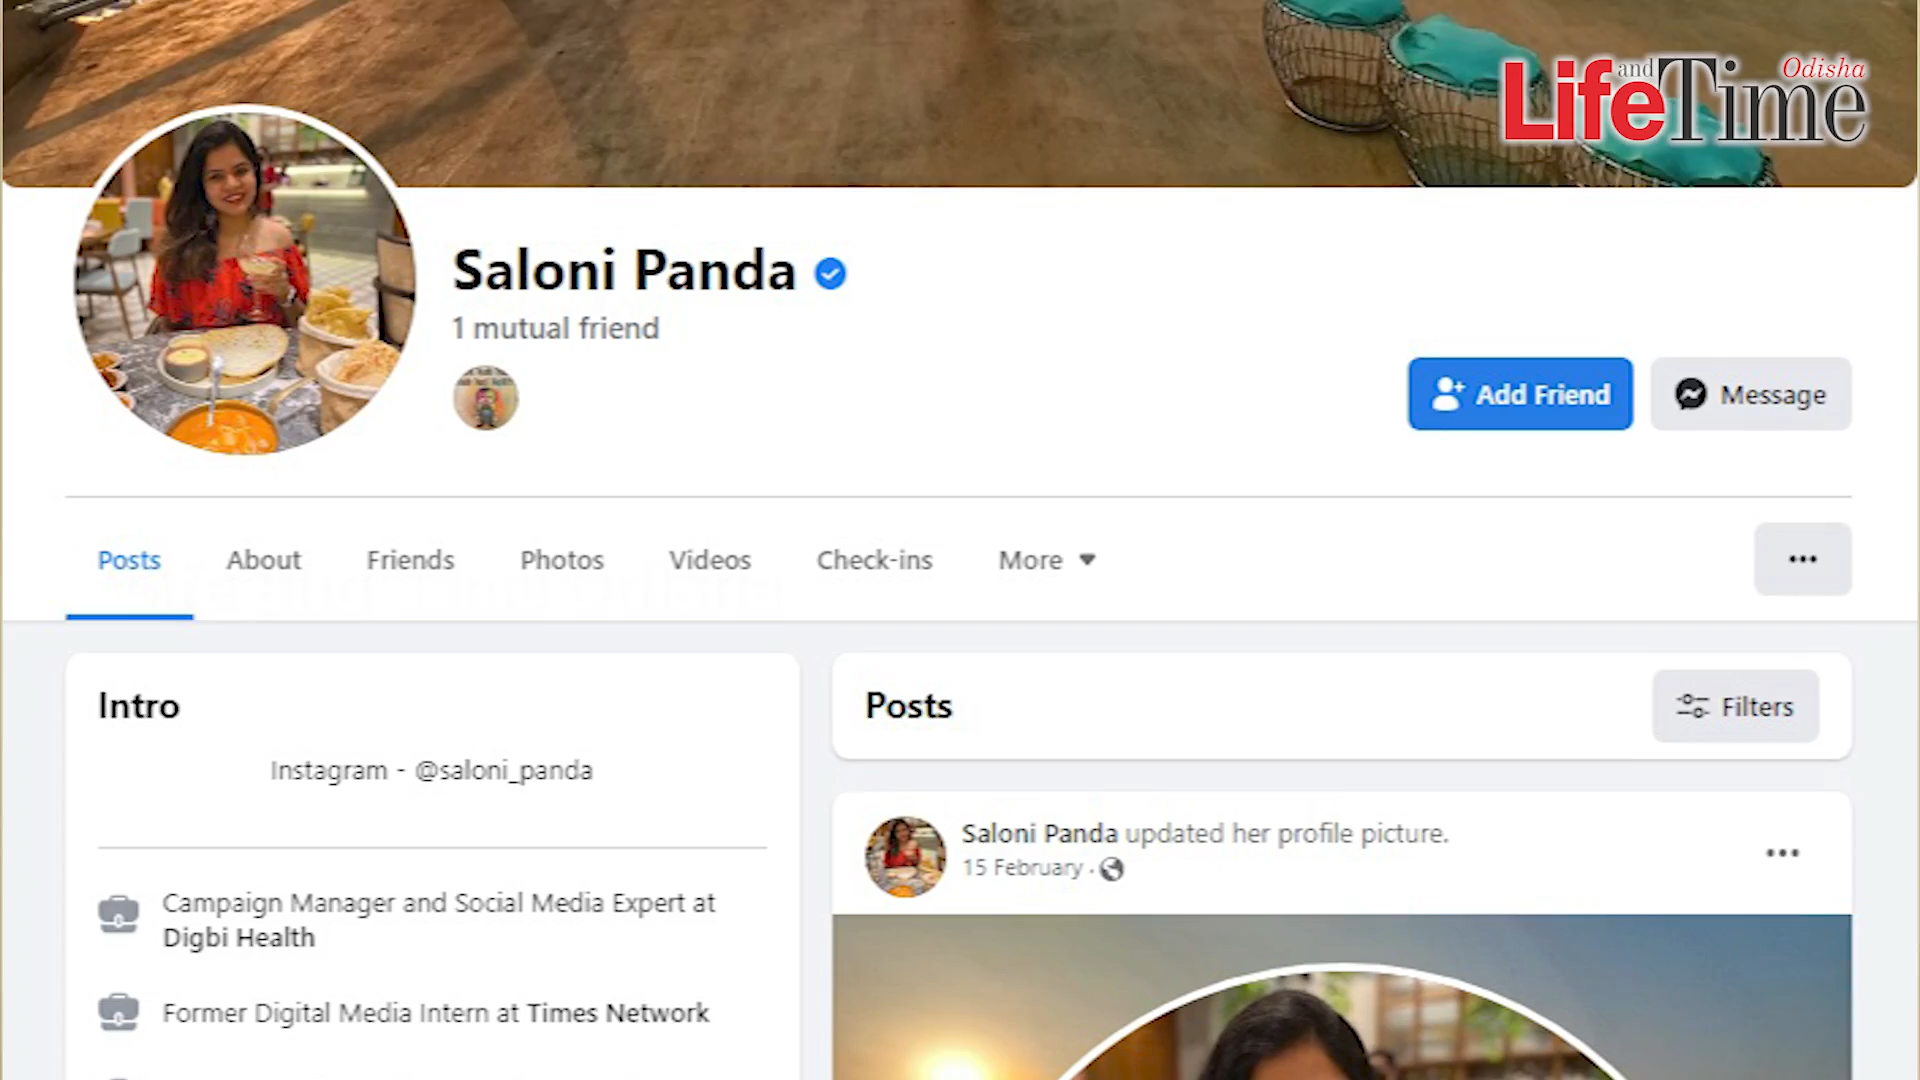 Life and Time
Odisha
Saloni Panda
1 mutual friend
Add Friend
Message
Posts
About
Friends
Photos
Videos
Check-ins
More
Intro
Instagram - @saloni_panda
Campaign Manager and Social Media Expert at
Digbi Health
Former Digital Media Intern at Times Network
Posts
Filters
Saloni Panda updated her profile picture.
15 February ·